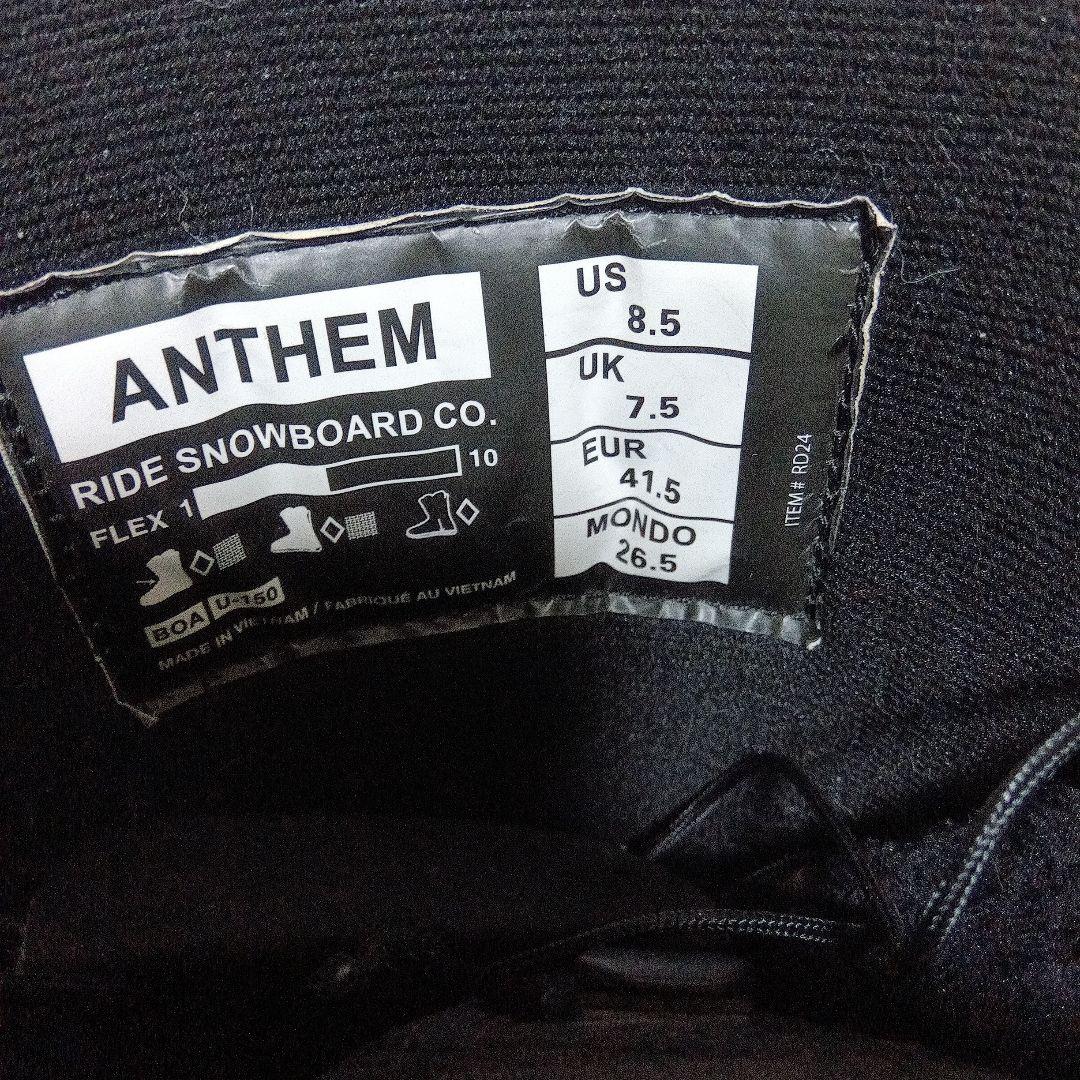 ANTHEM
RIDE SNOWBOARD CO.
FLEX 1 10
BOA U-150
MADE IN VIETNAM / FABRIQUÉ AU VIETNAM
US
8.5
UK
7.5
EUR
41.5
MONDO
26.5
ITEM# RD24